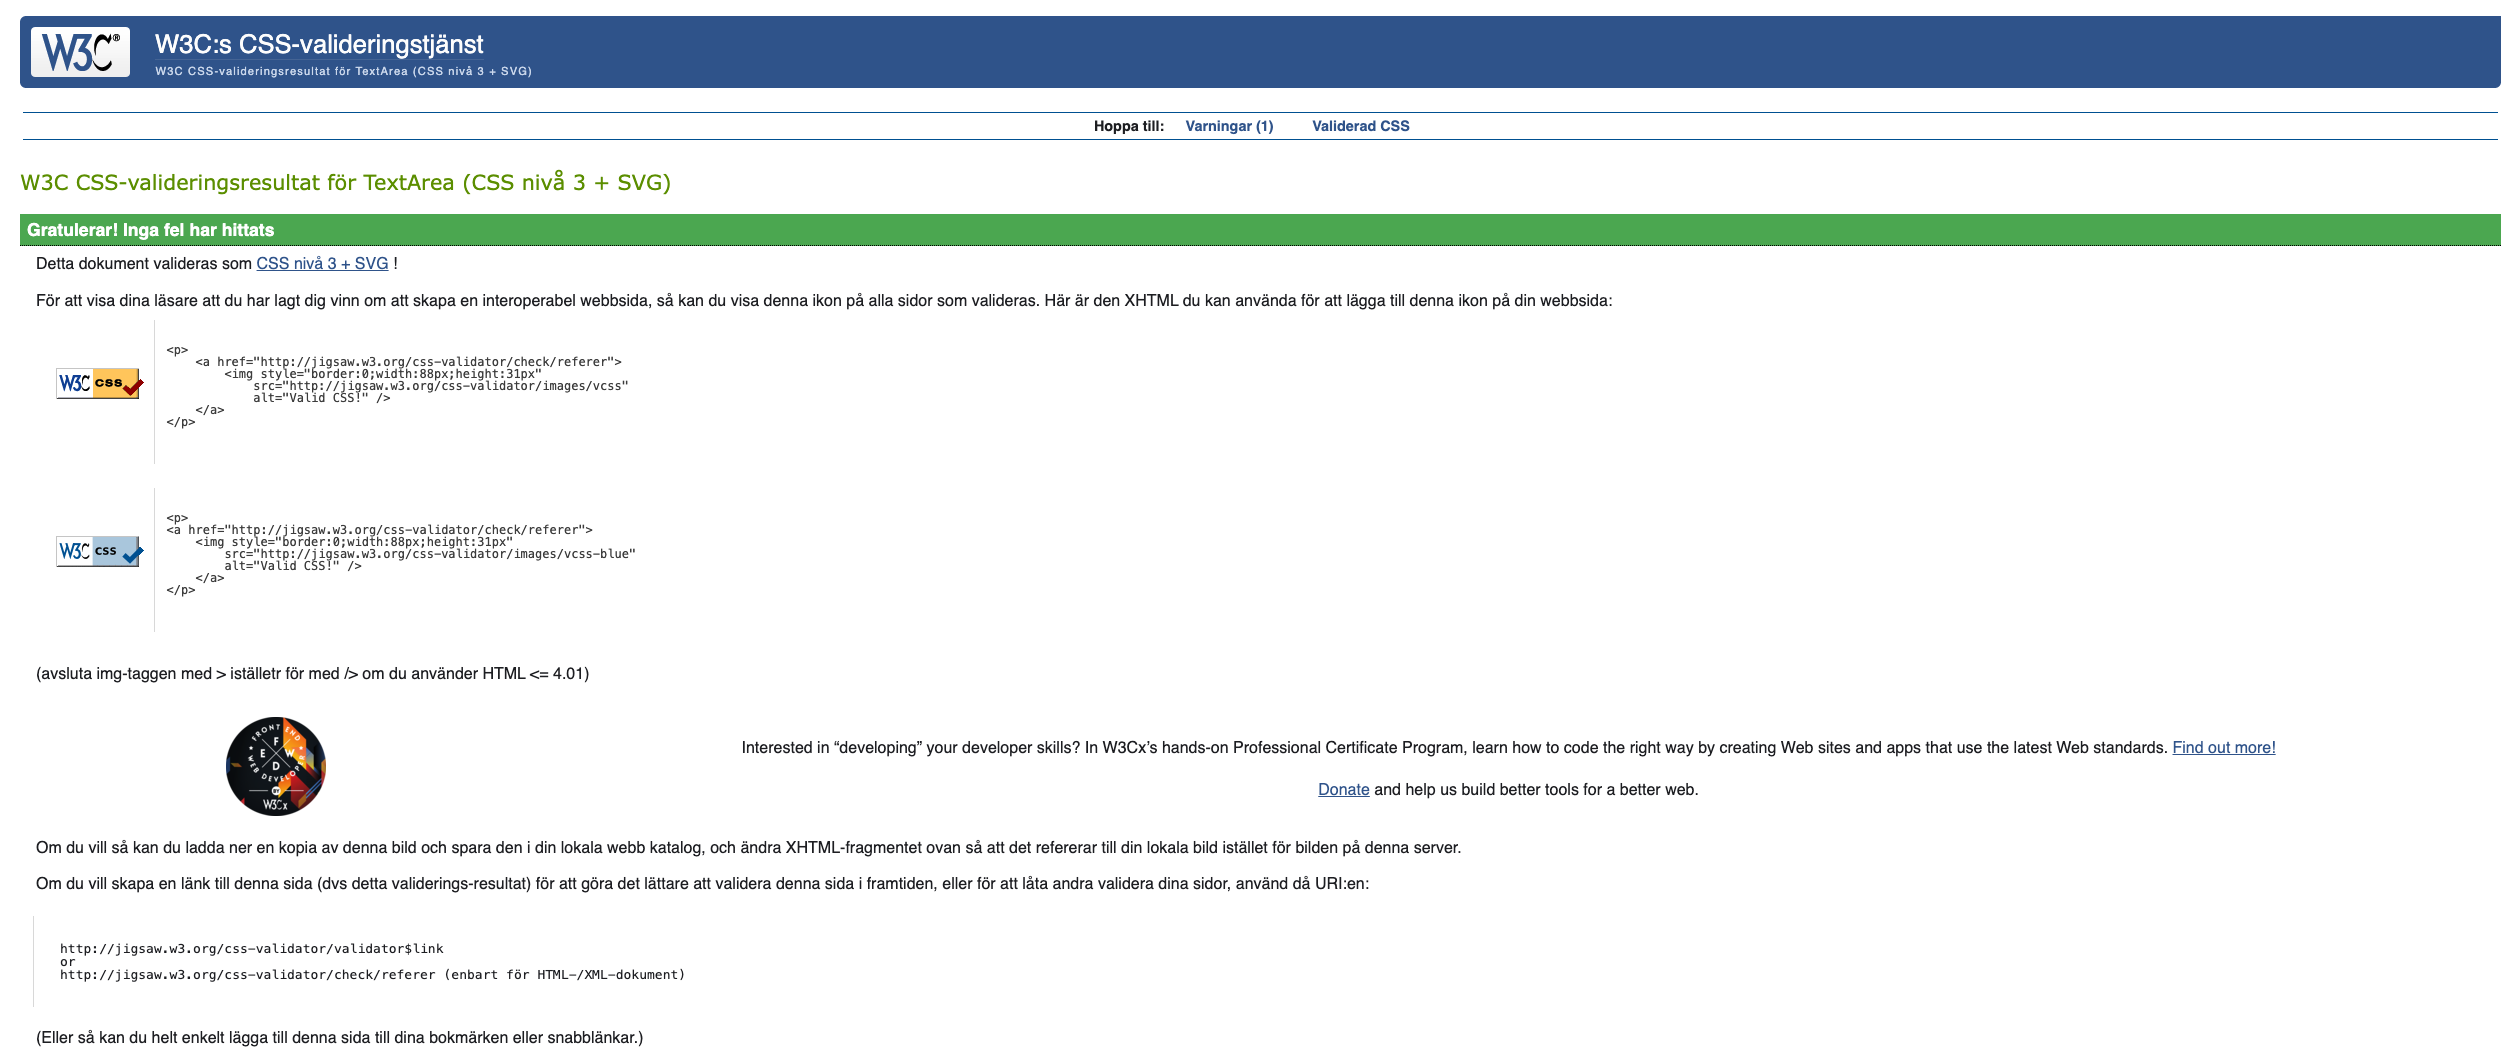 W3C®
W3C:s CSS-valideringstjänst
W3C CSS-valideringsresultat för TextArea (CSS nivå 3 + SVG)
Hoppa till: Varningar (1) Validerad CSS
W3C CSS-valideringsresultat för TextArea (CSS nivå 3 + SVG)
Gratulerar! Inga fel har hittats
Detta dokument valideras som CSS nivå 3 + SVG !
För att visa dina läsare att du har lagt dig vinn om att skapa en interoperabel webbsida, så kan du visa denna ikon på alla sidor som valideras. Här är den XHTML du kan använda för att lägga till denna ikon på din webbsida:
W3C CSS
<p>
    <a href="http://jigsaw.w3.org/css-validator/check/referer">
        <img style="border:0;width:88px;height:31px"
            src="http://jigsaw.w3.org/css-validator/images/vcss"
            alt="Valid CSS!" />
    </a>
</p>
W3C CSS
<p>
<a href="http://jigsaw.w3.org/css-validator/check/referer">
    <img style="border:0;width:88px;height:31px"
        src="http://jigsaw.w3.org/css-validator/images/vcss-blue"
        alt="Valid CSS!" />
    </a>
</p>
(avsluta img-taggen med > iställetr för med /> om du använder HTML <= 4.01)
FRONT END
F E W D
WEB DEVELOPER
BY
W3Cx
Interested in “developing” your developer skills? In W3Cx’s hands-on Professional Certificate Program, learn how to code the right way by creating Web sites and apps that use the latest Web standards. Find out more!
Donate and help us build better tools for a better web.
Om du vill så kan du ladda ner en kopia av denna bild och spara den i din lokala webb katalog, och ändra XHTML-fragmentet ovan så att det refererar till din lokala bild istället för bilden på denna server.
Om du vill skapa en länk till denna sida (dvs detta validerings-resultat) för att göra det lättare att validera denna sida i framtiden, eller för att låta andra validera dina sidor, använd då URI:en:
http://jigsaw.w3.org/css-validator/validator$link
or
http://jigsaw.w3.org/css-validator/check/referer (enbart för HTML-/XML-dokument)
(Eller så kan du helt enkelt lägga till denna sida till dina bokmärken eller snabblänkar.)